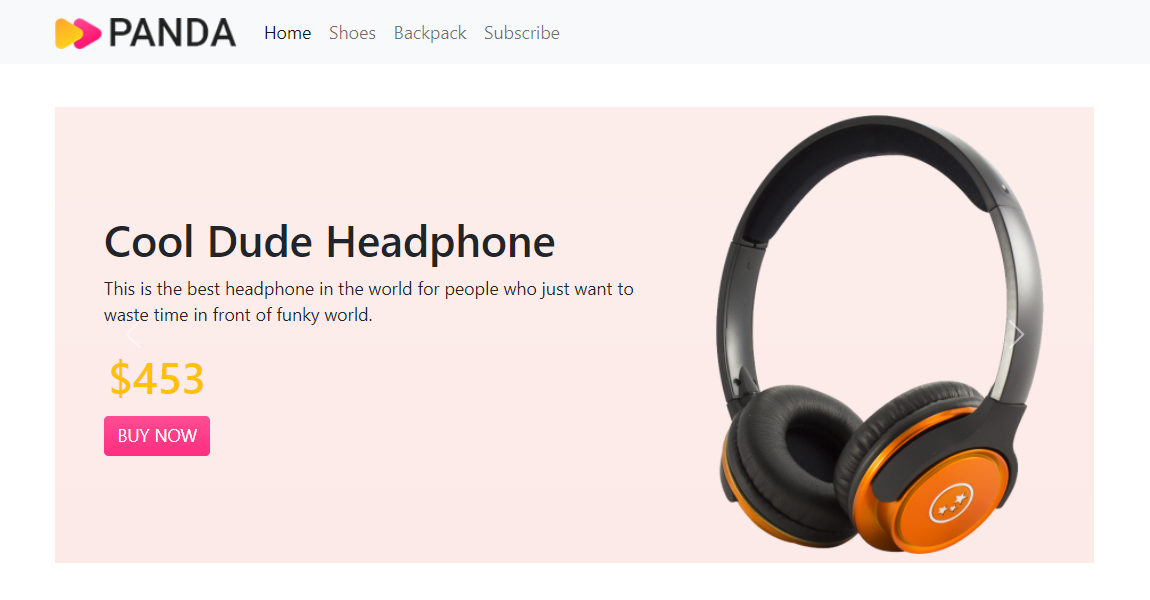 PANDA Home Shoes Backpack Subscribe
Cool Dude Headphone
This is the best headphone in the world for people who just want to
waste time in front of funky world.
$453
BUY NOW